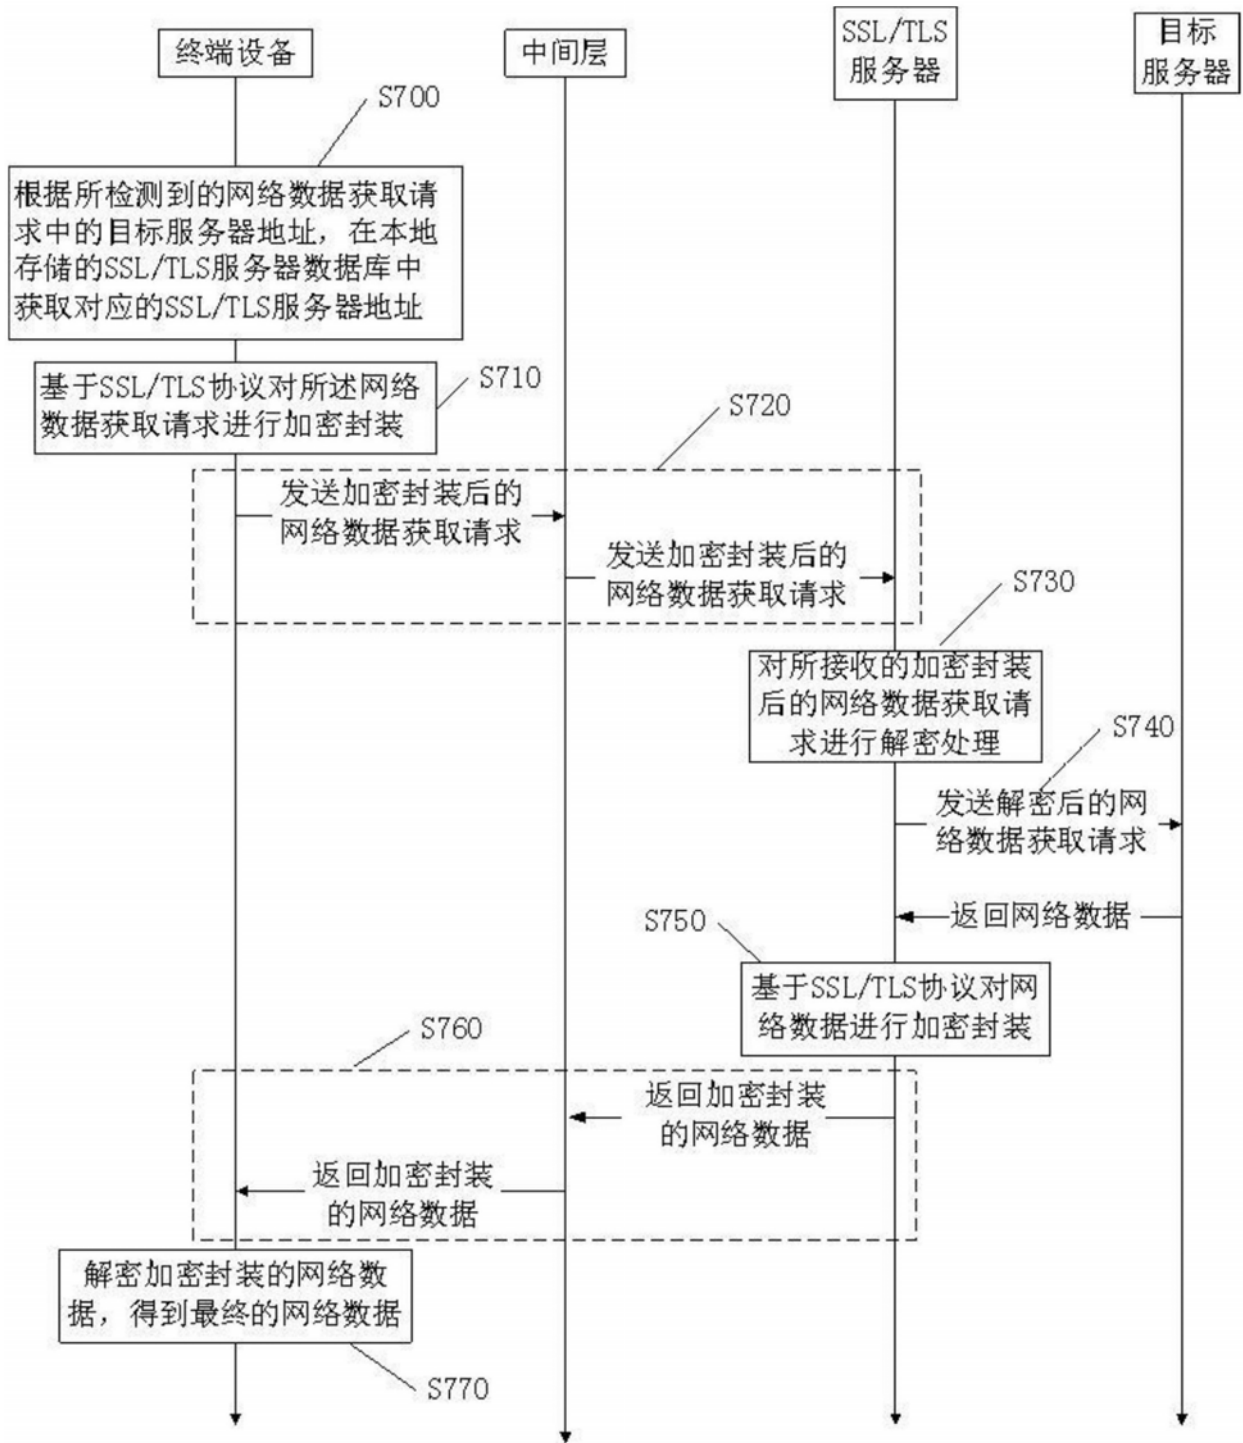 终端设备
中间层
SSL/TLS
服务器
目标
服务器
S700
根据所检测到的网络数据获取请
求中的目标服务器地址，在本地
存储的SSL/TLS服务器数据库中
获取对应的SSL/TLS服务器地址
S710
基于SSL/TLS协议对所述网络
数据获取请求进行加密封装
S720
发送加密封装后的
网络数据获取请求
发送加密封装后的
网络数据获取请求
S730
对所接收的加密封装
后的网络数据获取请
求进行解密处理
S740
发送解密后的网
络数据获取请求
返回网络数据
S750
基于SSL/TLS协议对网
络数据进行加密封装
S760
返回加密封装
的网络数据
返回加密封装
的网络数据
解密加密封装的网络数
据，得到最终的网络数据
S770